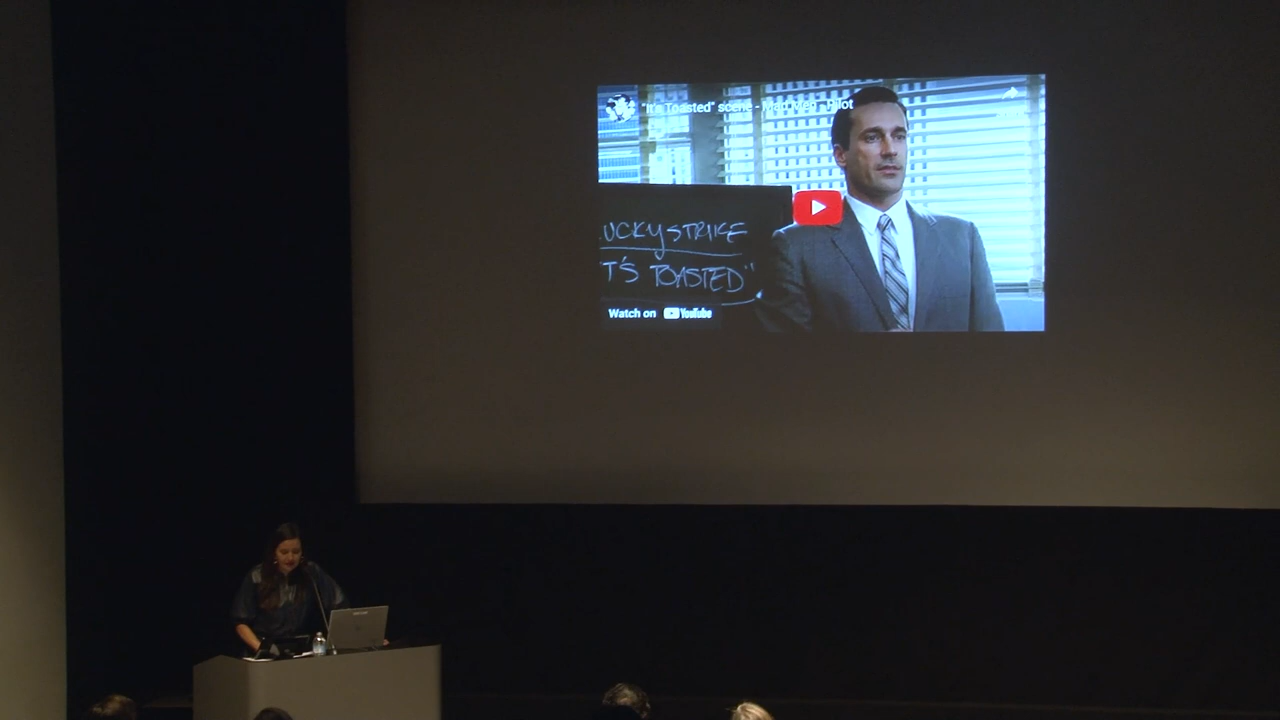 "It's Toasted" scene - Mad Men - Pilot
UCKY STRIKE
T'S TOASTED"
Watch on YouTube